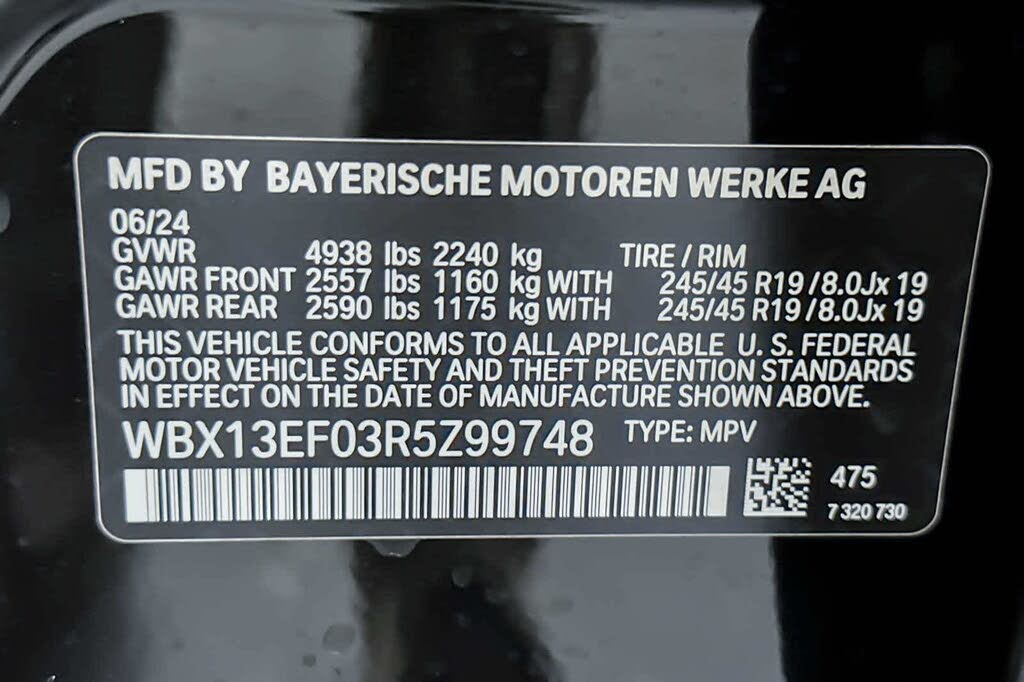 MFD BY BAYERISCHE MOTOREN WERKE AG
06/24
GVWR 4938 lbs 2240 kg TIRE / RIM
GAWR FRONT 2557 lbs 1160 kg WITH 245/45 R19 /8.0Jx 19
GAWR REAR 2590 lbs 1175 kg WITH 245/45 R19 /8.0Jx 19
THIS VEHICLE CONFORMS TO ALL APPLICABLE U. S. FEDERAL
MOTOR VEHICLE SAFETY AND THEFT PREVENTION STANDARDS
IN EFFECT ON THE DATE OF MANUFACTURE SHOWN ABOVE.
WBX13EF03R5Z99748 TYPE: MPV
475
7 320 730